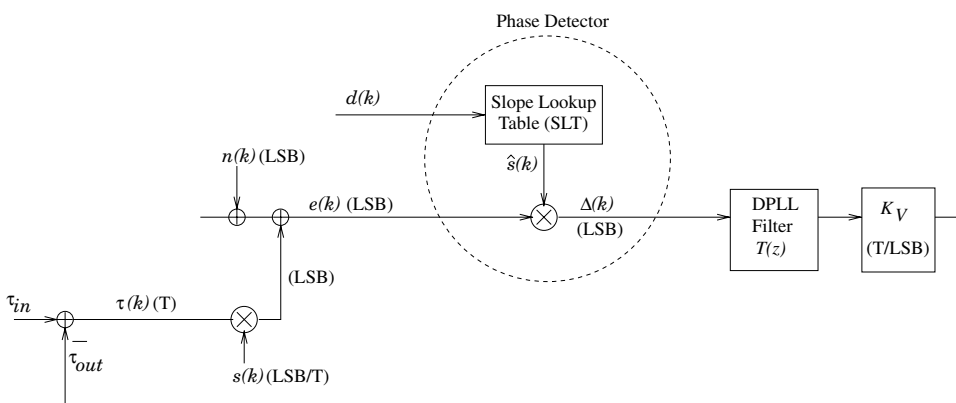 Phase Detector
d(k)
Slope Lookup
Table (SLT)
n(k) (LSB)
ŝ(k)
e(k) (LSB)
Δ(k)
(LSB)
DPLL
Filter
T(z)
K_V
(T/LSB)
(LSB)
τ_in
τ(k) (T)
−
τ_out
s(k) (LSB/T)